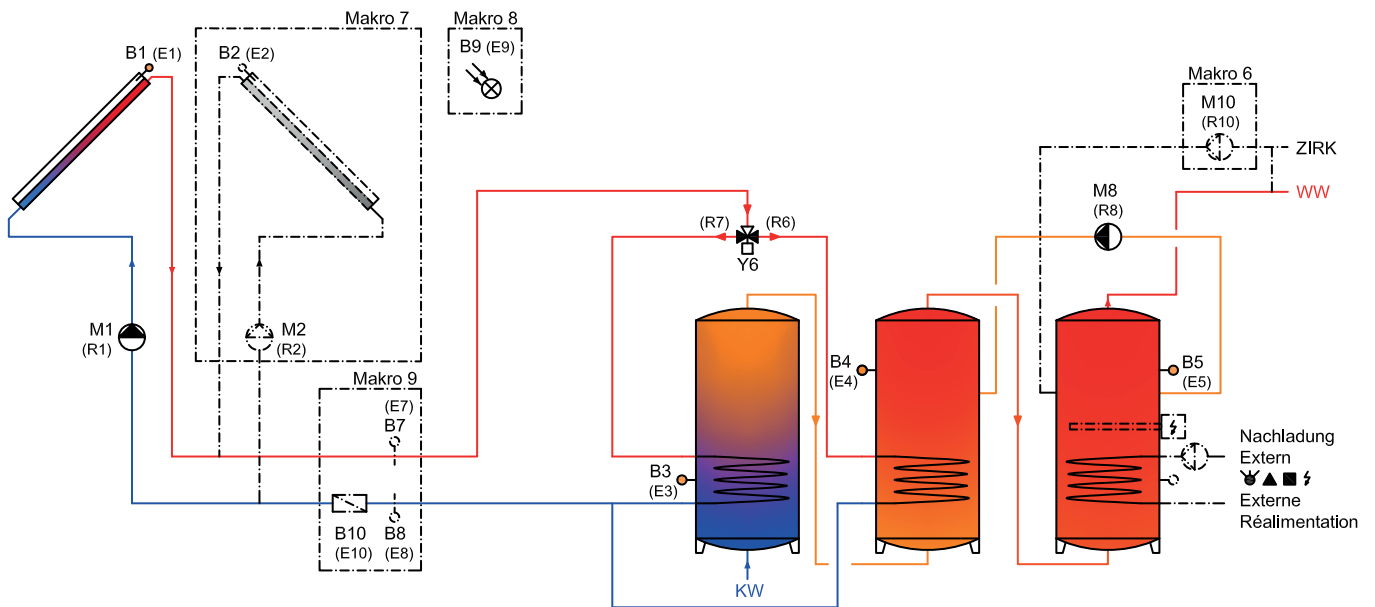 Makro 7
Makro 8
B1 (E1)
B2 (E2)
B9 (E9)
Makro 6
M10
(R10)
ZIRK
WW
M8
(R8)
(R7)
(R6)
Y6
M1
(R1)
M2
(R2)
Makro 9
(E7)
B7
B4
(E4)
B5
(E5)
B3
(E3)
Nachladung
Extern
Externe
Réalimentation
B10
(E10)
B8
(E8)
KW